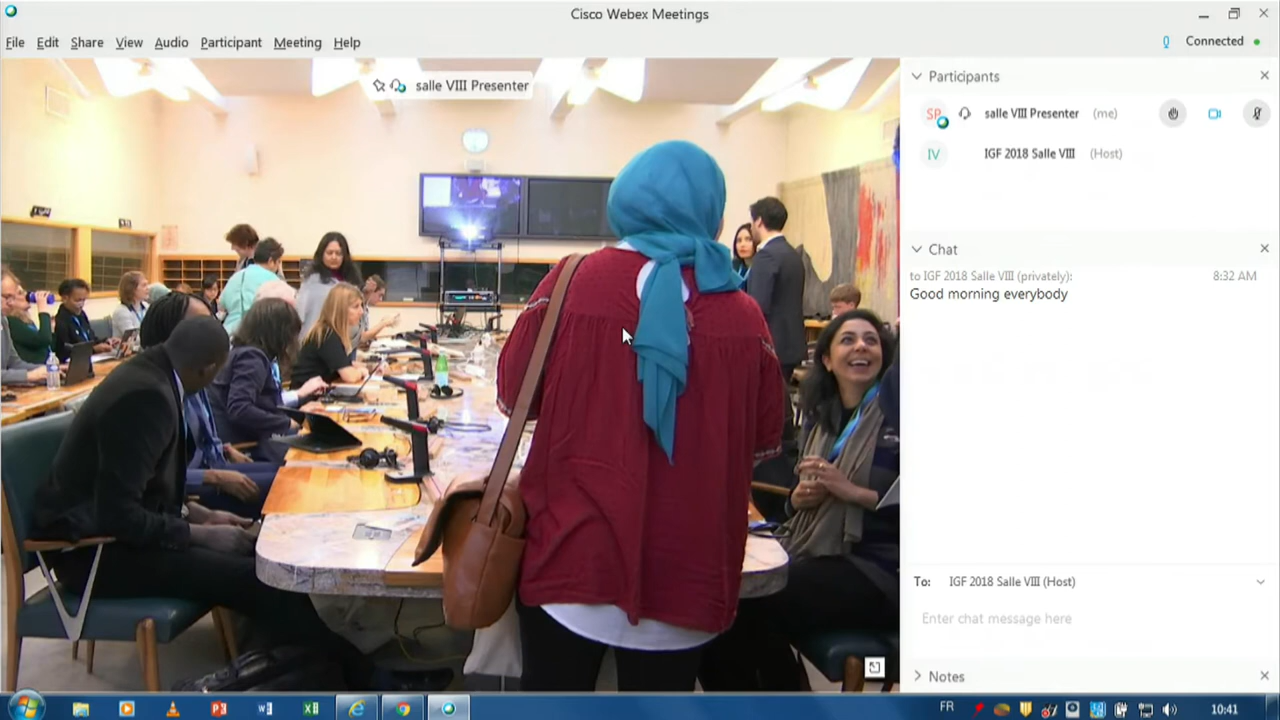 Cisco Webex Meetings
File Edit Share View Audio Participant Meeting Help
Connected
salle VIII Presenter
Participants
SP salle VIII Presenter (me)
IV IGF 2018 Salle VIII (Host)
Chat
to IGF 2018 Salle VIII (privately): 8:32 AM
Good morning everybody
To: IGF 2018 Salle VIII (Host)
Enter chat message here
Notes
FR 10:41